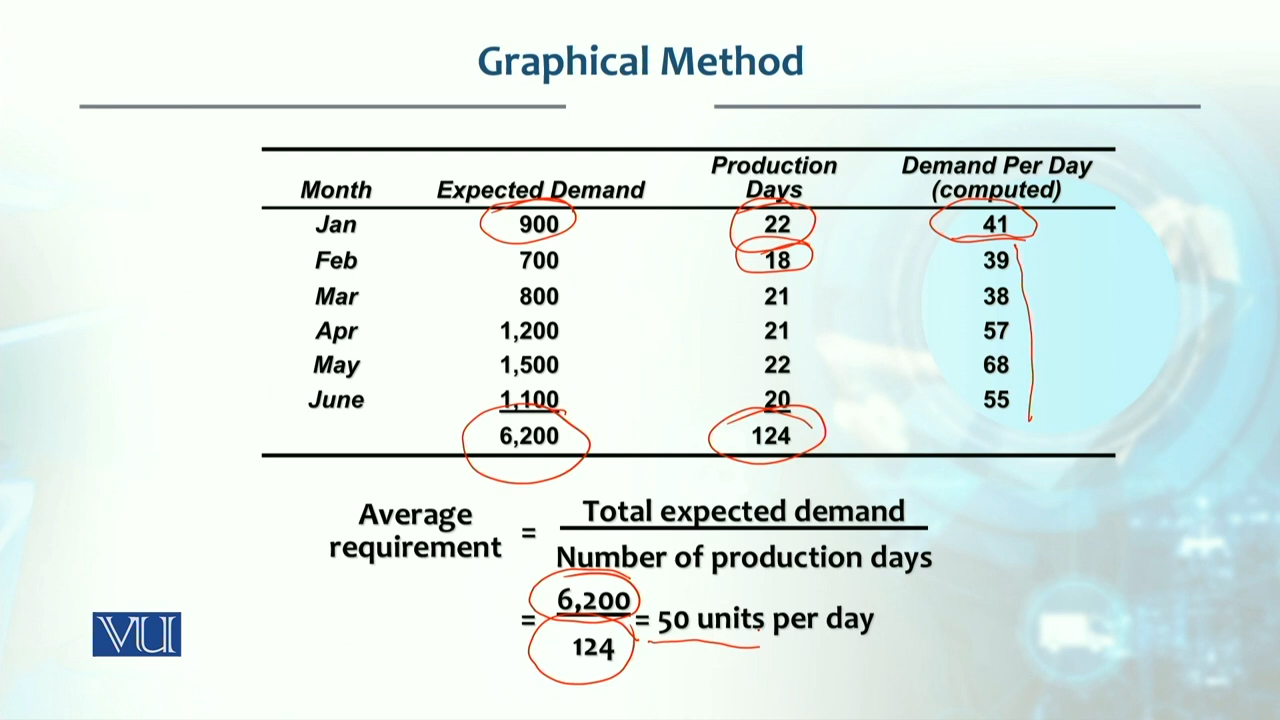 Graphical Method
Production Demand Per Day
Month Expected Demand Days (computed)
Jan 900 22 41
Feb 700 18 39
Mar 800 21 38
Apr 1,200 21 57
May 1,500 22 68
June 1,100 20 55
6,200 124
Average requirement = Total expected demand
Number of production days
= 6,200 = 50 units per day
124
VU